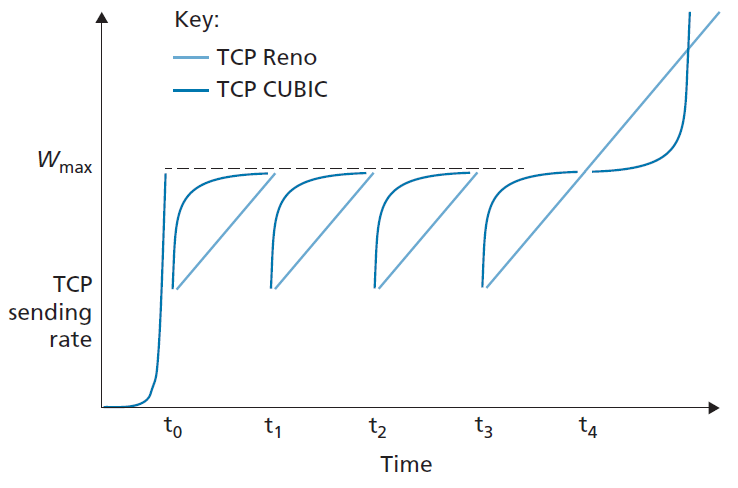 Key:
TCP Reno
TCP CUBIC
Wmax
TCP
sending
rate
t0 t1 t2 t3 t4
Time